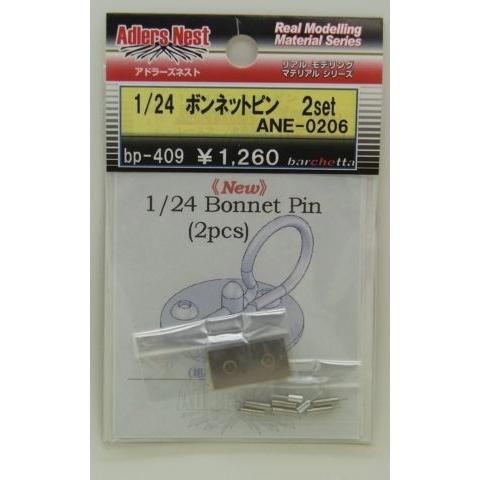 Adlers Nest
アドラーズネスト
Real Modelling
Material Series
リアル モデリング
マテリアル シリーズ
1/24 ボンネットピン 2set
ANE-0206
bp-409 ¥1,260 barchetta
《New》
1/24 Bonnet Pin
(2pcs)